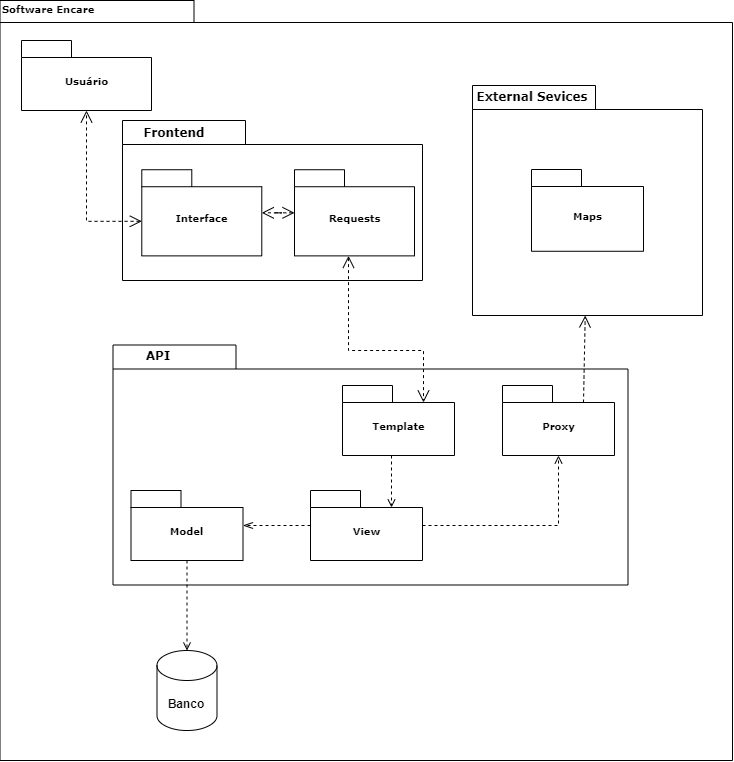 Software Encare
Usuário
External Sevices
Frontend
Interface
Requests
Maps
API
Template
Proxy
Model
View
Banco